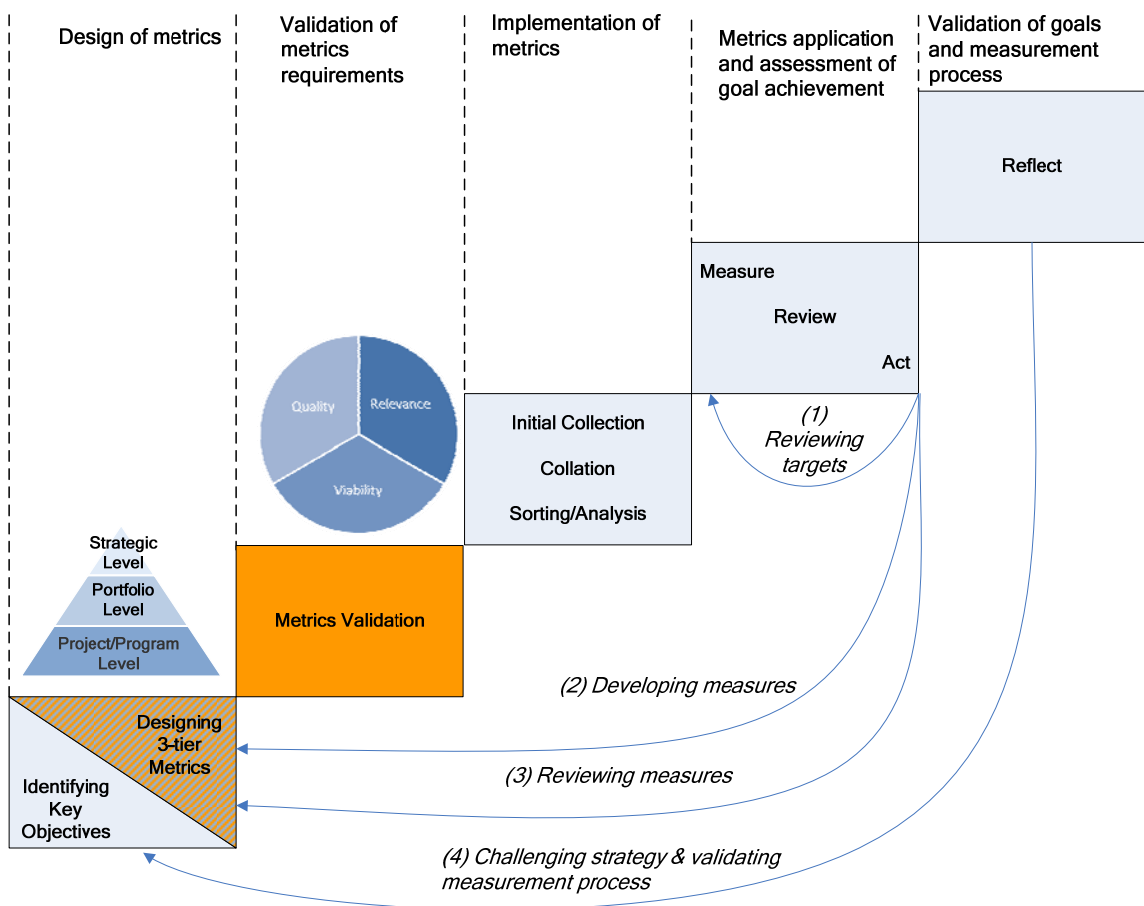 Design of metrics
Validation of
metrics
requirements
Implementation of
metrics
Metrics application
and assessment of
goal achievement
Validation of goals
and measurement
process
Reflect
Measure
Review
Act
(1)
Reviewing
targets
Quality
Relevance
Viability
Initial Collection
Collation
Sorting/Analysis
Strategic
Level
Portfolio
Level
Project/Program
Level
Metrics Validation
Designing
3-tier
Metrics
Identifying
Key
Objectives
(2) Developing measures
(3) Reviewing measures
(4) Challenging strategy & validating
measurement process